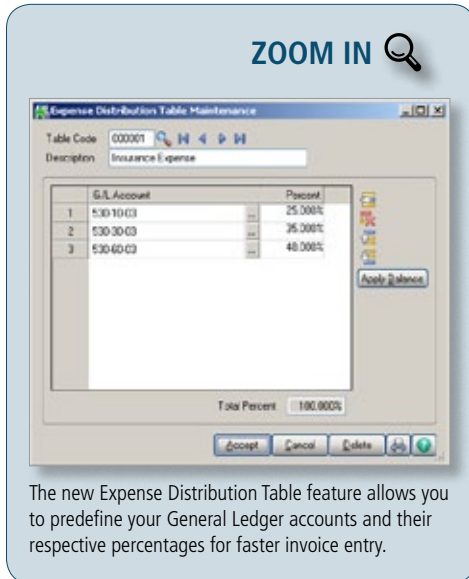 ZOOM IN
Expense Distribution Table Maintenance
Table Code 000001
Description Insurance Expense
G/L Account Percent
1 530-10-03 25.000%
2 530-30-03 35.000%
3 530-60-03 40.000%
Apply Balance
Total Percent 100.000%
Accept Cancel Delete
The new Expense Distribution Table feature allows you
to predefine your General Ledger accounts and their
respective percentages for faster invoice entry.